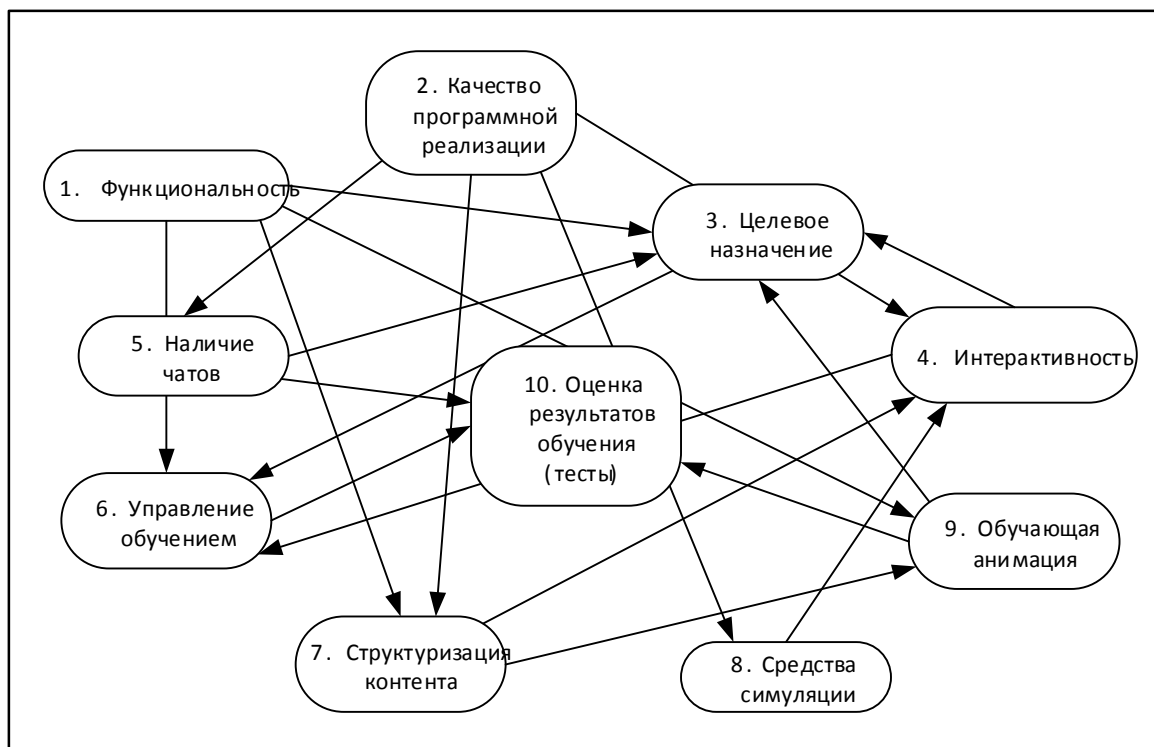 2. Качество
программной
реализации
1. Функциональность
3. Целевое
назначение
5. Наличие
чатов
4. Интерактивность
10. Оценка
результатов
обучения
(тесты)
6. Управление
обучением
9. Обучающая
анимация
7. Структуризация
контента
8. Средства
симуляции